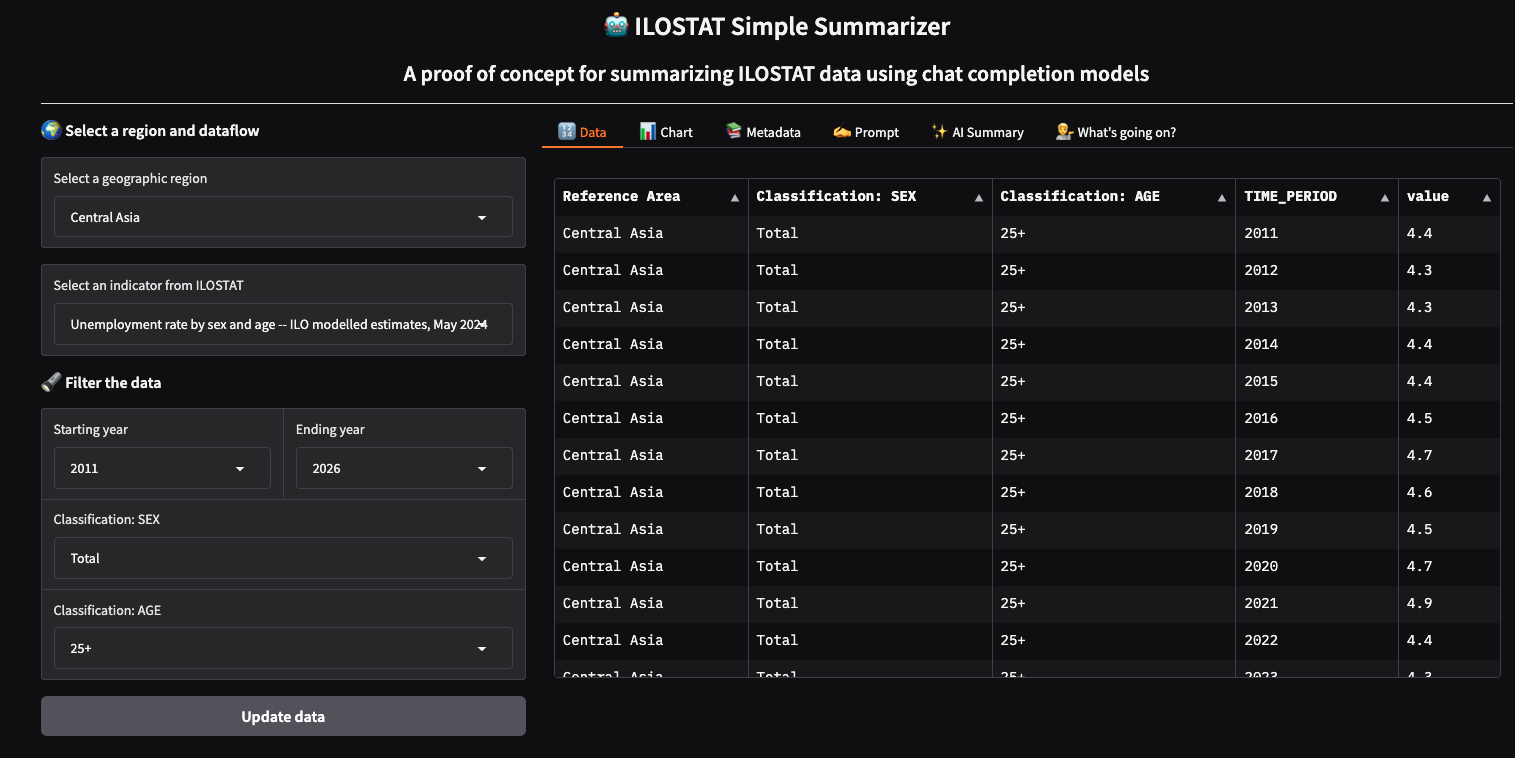 ILOSTAT Simple Summarizer
A proof of concept for summarizing ILOSTAT data using chat completion models
Select a region and dataflow
Select a geographic region
Central Asia
Select an indicator from ILOSTAT
Unemployment rate by sex and age -- ILO modelled estimates, May 2024
Filter the data
Starting year
2011
Ending year
2026
Classification: SEX
Total
Classification: AGE
25+
Update data
Data Chart Metadata Prompt AI Summary What's going on?
Reference Area Classification: SEX Classification: AGE TIME_PERIOD value
Central Asia Total 25+ 2011 4.4
Central Asia Total 25+ 2012 4.3
Central Asia Total 25+ 2013 4.3
Central Asia Total 25+ 2014 4.4
Central Asia Total 25+ 2015 4.4
Central Asia Total 25+ 2016 4.5
Central Asia Total 25+ 2017 4.7
Central Asia Total 25+ 2018 4.6
Central Asia Total 25+ 2019 4.5
Central Asia Total 25+ 2020 4.7
Central Asia Total 25+ 2021 4.9
Central Asia Total 25+ 2022 4.4
Central Asia Total 25+ 2023